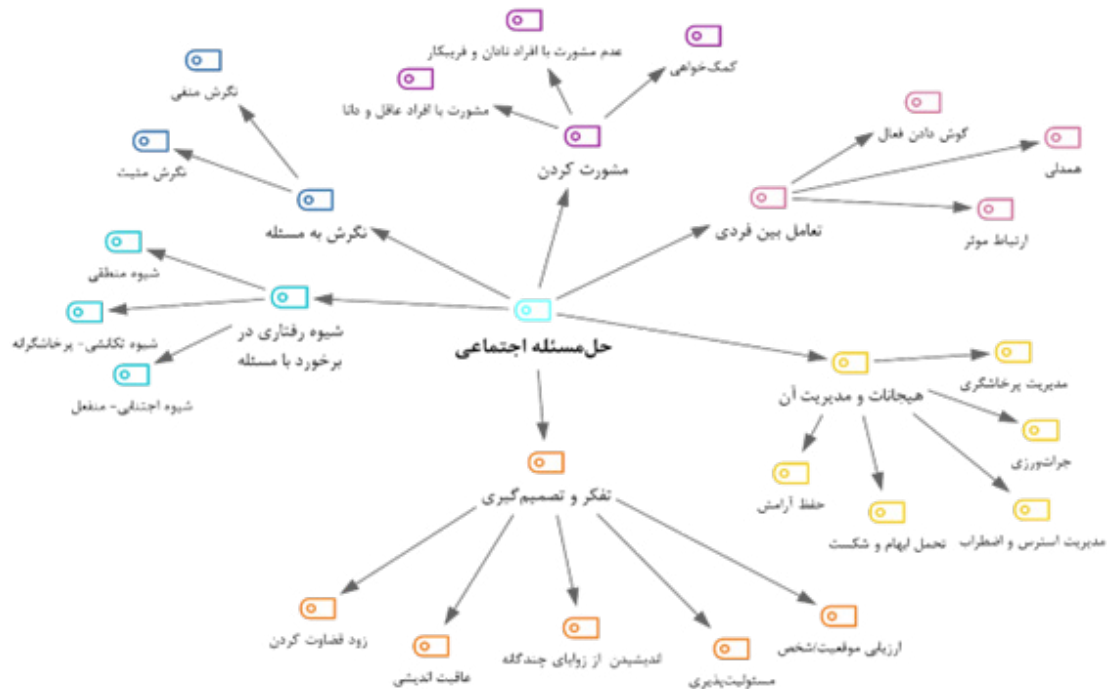 عدم مشورت با افراد نادان و فریبکار
کمک‌خواهی
مشورت با افراد عاقل و دانا
مشورت کردن
نگرش منفی
نگرش مثبت
نگرش به مسئله
گوش دادن فعال
همدلی
ارتباط موثر
تعامل بین فردی
شیوه منطقی
شیوه تکانشی- پرخاشگرانه
شیوه اجتنابی- منفعل
شیوه رفتاری در
برخورد با مسئله
حل‌مسئله اجتماعی
هیجانات و مدیریت آن
مدیریت پرخاشگری
جرات‌ورزی
مدیریت استرس و اضطراب
تحمل ابهام و شکست
حفظ آرامش
تفکر و تصمیم‌گیری
ارزیابی موقعیت/شخص
مسئولیت‌پذیری
اندیشیدن از زوایای چندگانه
عاقبت اندیشی
زود قضاوت کردن